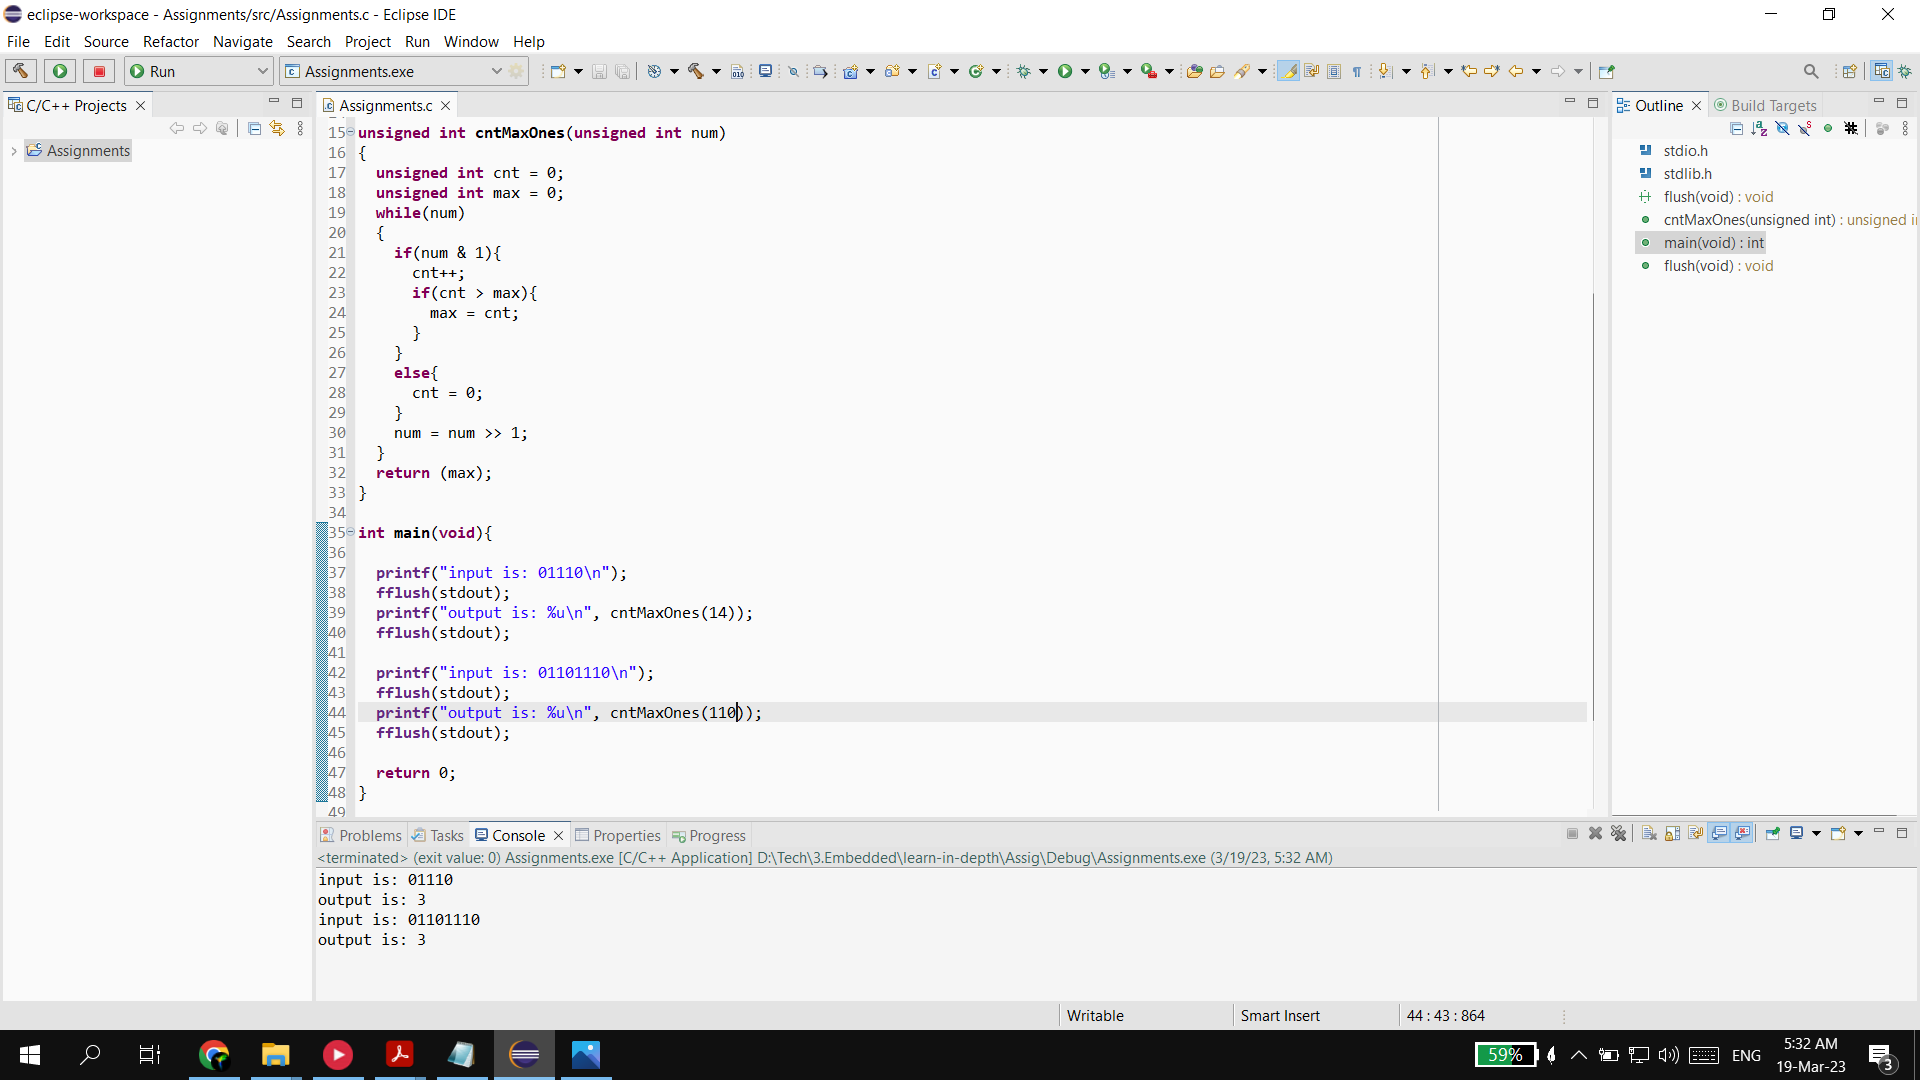 eclipse-workspace - Assignments/src/Assignments.c - Eclipse IDE
File Edit Source Refactor Navigate Search Project Run Window Help
Run Assignments.exe
C/C++ Projects
Assignments
Assignments.c
15 unsigned int cntMaxOnes(unsigned int num)
16 {
17 unsigned int cnt = 0;
18 unsigned int max = 0;
19 while(num)
20 {
21 if(num & 1){
22 cnt++;
23 if(cnt > max){
24 max = cnt;
25 }
26 }
27 else{
28 cnt = 0;
29 }
30 num = num >> 1;
31 }
32 return (max);
33 }
34
35 int main(void){
36
37 printf("input is: 01110\n");
38 fflush(stdout);
39 printf("output is: %u\n", cntMaxOnes(14));
40 fflush(stdout);
41
42 printf("input is: 01101110\n");
43 fflush(stdout);
44 printf("output is: %u\n", cntMaxOnes(110));
45 fflush(stdout);
46
47 return 0;
48 }
49
Outline Build Targets
stdio.h
stdlib.h
flush(void) : void
cntMaxOnes(unsigned int) : unsigned
main(void) : int
flush(void) : void
Problems Tasks Console Properties Progress
<terminated> (exit value: 0) Assignments.exe [C/C++ Application] D:\Tech\3.Embedded\learn-in-depth\Assig\Debug\Assignments.exe (3/19/23, 5:32 AM)
input is: 01110
output is: 3
input is: 01101110
output is: 3
Writable Smart Insert 44 : 43 : 864
59% ENG 5:32 AM
19-Mar-23
3